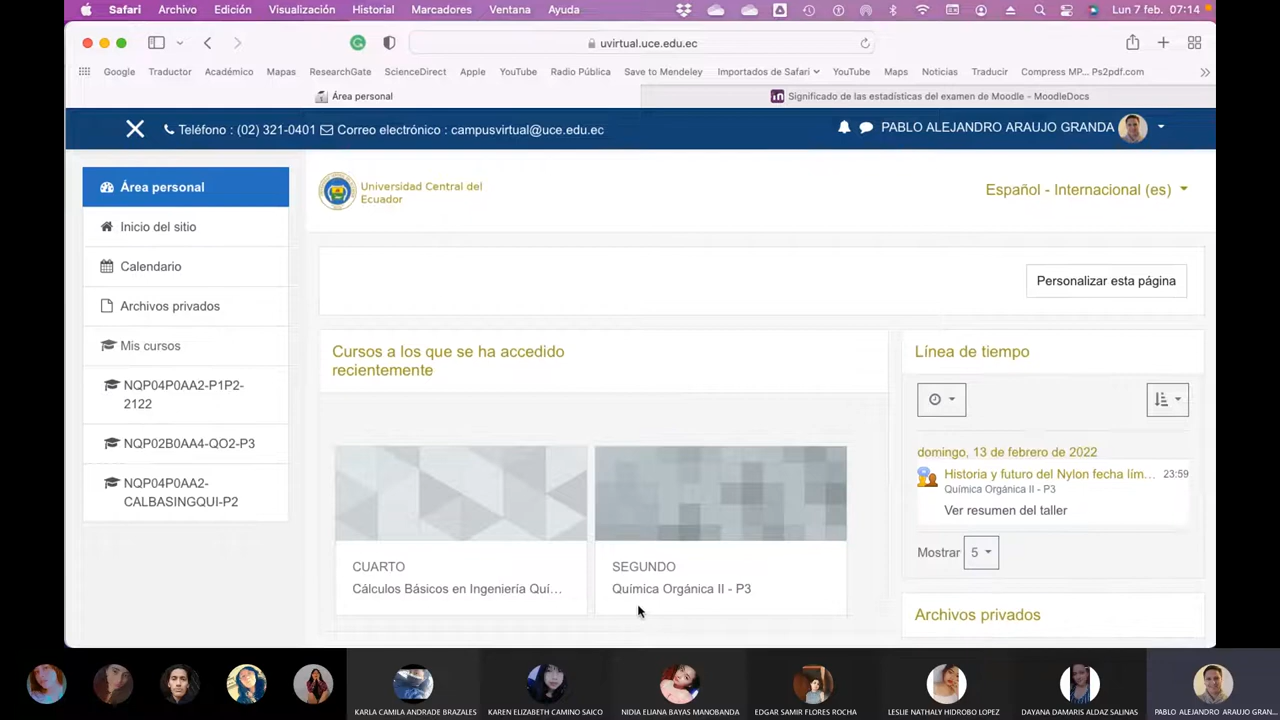 Safari Archivo Edición Visualización Historial Marcadores Ventana Ayuda Lun 7 feb. 07:14
uvirtual.uce.edu.ec
Google Traductor Académico Mapas ResearchGate ScienceDirect Apple YouTube Radio Pública Save to Mendeley Importados de Safari YouTube Maps Noticias Traducir Compress MP... Ps2pdf.com
Área personal
Significado de las estadísticas del examen de Moodle - MoodleDocs
Teléfono : (02) 321-0401 Correo electrónico : campusvirtual@uce.edu.ec
PABLO ALEJANDRO ARAUJO GRANDA
Área personal
Inicio del sitio
Calendario
Archivos privados
Mis cursos
NQP04P0AA2-P1P2-
2122
NQP02B0AA4-QO2-P3
NQP04P0AA2-
CALBASINGQUI-P2
Universidad Central del
Ecuador
Español - Internacional (es)
Personalizar esta página
Cursos a los que se ha accedido
recientemente
CUARTO
Cálculos Básicos en Ingeniería Quí...
SEGUNDO
Química Orgánica II - P3
Línea de tiempo
domingo, 13 de febrero de 2022
Historia y futuro del Nylon fecha lím... 23:59
Química Orgánica II - P3
Ver resumen del taller
Mostrar 5
Archivos privados
KARLA CAMILA ANDRADE BRAZALES
KAREN ELIZABETH CAMINO SAICO
NIDIA ELIANA BAYAS MANOBANDA
EDGAR SAMIR FLORES ROCHA
LESLIE NATHALY HIDROBO LOPEZ
DAYANA DAMARIS ALDAZ SALINAS
PABLO ALEJANDRO ARAUJO GRAN...